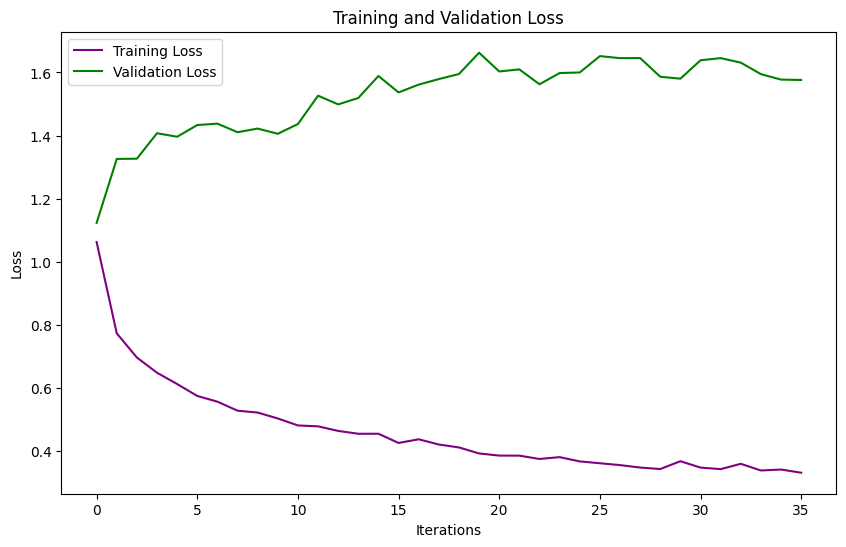 Training and Validation Loss
Training Loss
Validation Loss
1.6
1.4
1.2
1.0
0.8
0.6
0.4
Loss
0 5 10 15 20 25 30 35
Iterations